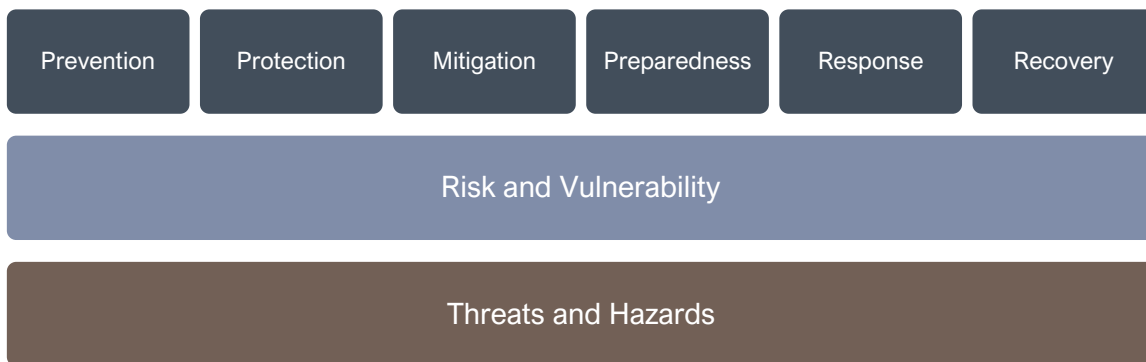 Prevention
Protection
Mitigation
Preparedness
Response
Recovery
Risk and Vulnerability
Threats and Hazards